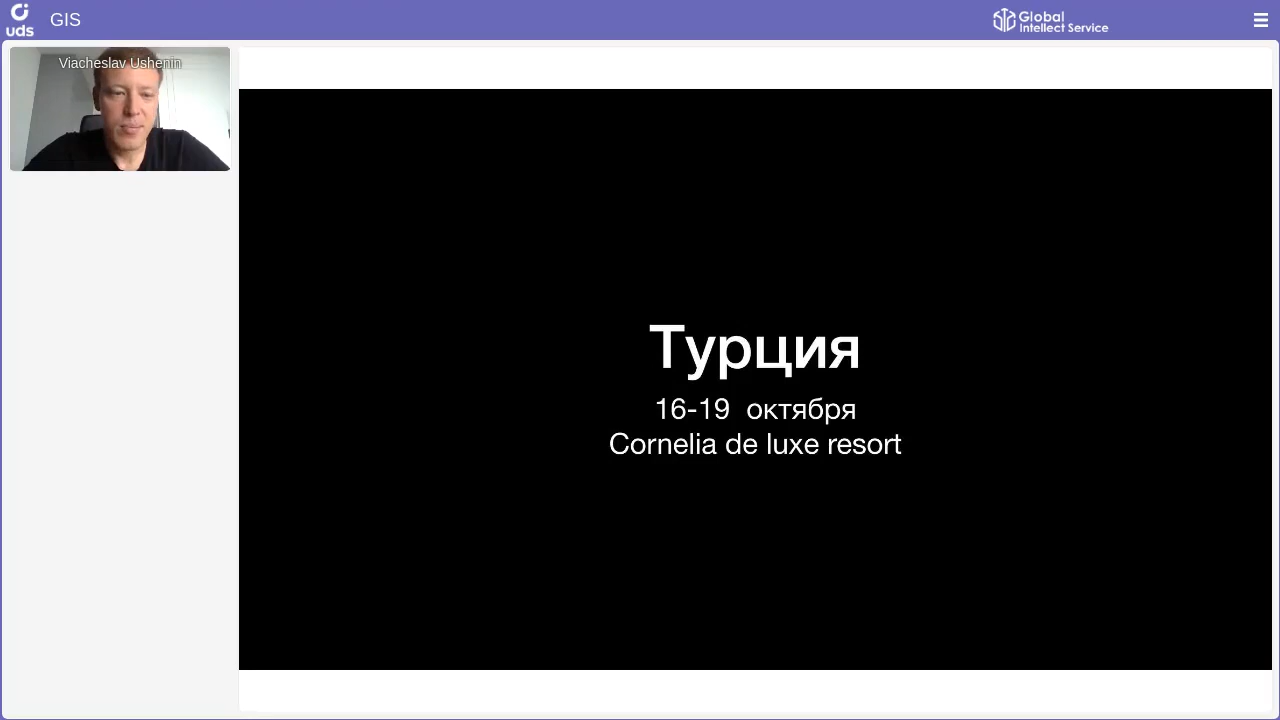 uds
GIS
Global
Intellect Service
Viacheslav Ushenin
Турция
16-19 октября
Cornelia de luxe resort